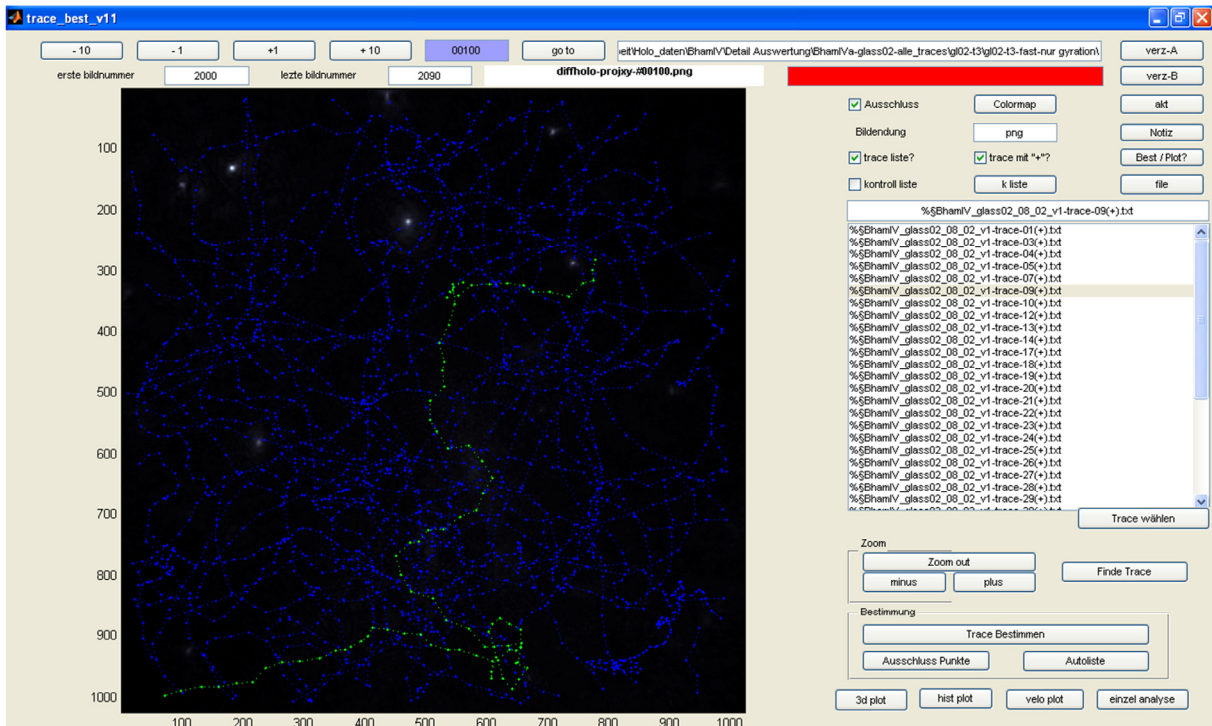 trace_best_v11
- 10 - 1 +1 + 10 00100 go to eit\Holo_daten\BhamIV\Detail Auswertung\BhamIVa-glass02-alle_traces\gl02-t3\gl02-t3-fast-nur gyration\ verz-A
erste bildnummer 2000 lezte bildnummer 2090 diffholo-projxy-#00100.png verz-B
Ausschluss Colormap akt
Bildendung png Notiz
trace liste? trace mit "+"? Best / Plot?
kontroll liste k liste file
%§BhamIV_glass02_08_02_v1-trace-09(+).txt
%§BhamIV_glass02_08_02_v1-trace-01(+).txt
%§BhamIV_glass02_08_02_v1-trace-03(+).txt
%§BhamIV_glass02_08_02_v1-trace-04(+).txt
%§BhamIV_glass02_08_02_v1-trace-05(+).txt
%§BhamIV_glass02_08_02_v1-trace-07(+).txt
%§BhamIV_glass02_08_02_v1-trace-09(+).txt
%§BhamIV_glass02_08_02_v1-trace-10(+).txt
%§BhamIV_glass02_08_02_v1-trace-12(+).txt
%§BhamIV_glass02_08_02_v1-trace-13(+).txt
%§BhamIV_glass02_08_02_v1-trace-14(+).txt
%§BhamIV_glass02_08_02_v1-trace-17(+).txt
%§BhamIV_glass02_08_02_v1-trace-18(+).txt
%§BhamIV_glass02_08_02_v1-trace-19(+).txt
%§BhamIV_glass02_08_02_v1-trace-20(+).txt
%§BhamIV_glass02_08_02_v1-trace-21(+).txt
%§BhamIV_glass02_08_02_v1-trace-22(+).txt
%§BhamIV_glass02_08_02_v1-trace-23(+).txt
%§BhamIV_glass02_08_02_v1-trace-24(+).txt
%§BhamIV_glass02_08_02_v1-trace-25(+).txt
%§BhamIV_glass02_08_02_v1-trace-26(+).txt
%§BhamIV_glass02_08_02_v1-trace-27(+).txt
%§BhamIV_glass02_08_02_v1-trace-28(+).txt
%§BhamIV_glass02_08_02_v1-trace-29(+).txt
Trace wählen
Zoom
Zoom out
minus plus
Finde Trace
Bestimmung
Trace Bestimmen
Ausschluss Punkte Autoliste
3d plot hist plot velo plot einzel analyse
100
200
300
400
500
600
700
800
900
1000
100 200 300 400 500 600 700 800 900 1000